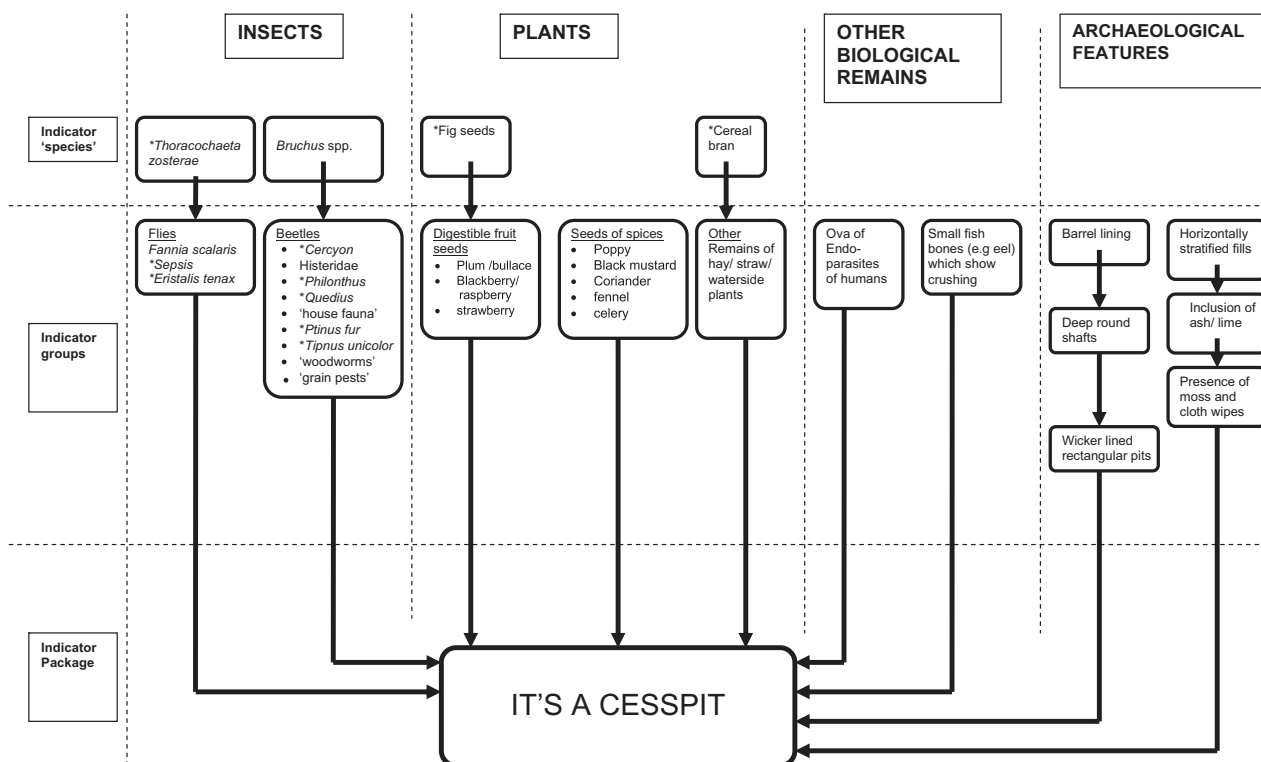 INSECTS
PLANTS
OTHER
BIOLOGICAL
REMAINS
ARCHAEOLOGICAL
FEATURES
Indicator
‘species’
*Thoracochaeta
zosterae
Bruchus spp.
*Fig seeds
*Cereal
bran
Indicator
groups
Flies
Fannia scalaris
*Sepsis
*Eristalis tenax
Beetles
• *Cercyon
• Histeridae
• *Philonthus
• *Quedius
• ‘house fauna’
• *Ptinus fur
• *Tipnus unicolor
• ‘woodworms’
• ‘grain pests’
Digestible fruit
seeds
• Plum /bullace
• Blackberry/
raspberry
• strawberry
Seeds of spices
• Poppy
• Black mustard
• Coriander
• fennel
• celery
Other
Remains of
hay/ straw/
waterside
plants
Ova of
Endo-
parasites
of humans
Small fish
bones (e.g eel)
which show
crushing
Barrel lining
Deep round
shafts
Wicker lined
rectangular pits
Horizontally
stratified fills
Inclusion of
ash/ lime
Presence of
moss and
cloth wipes
Indicator
Package
IT’S A CESSPIT